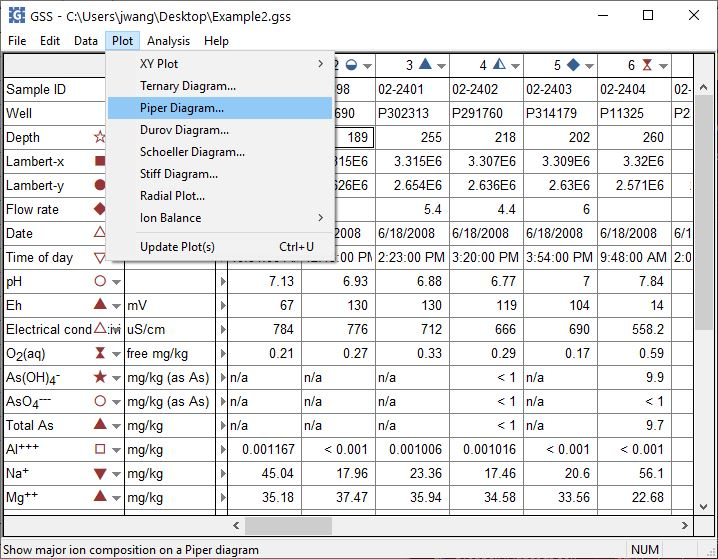 GSS - C:\Users\jwang\Desktop\Example2.gss
File Edit Data Plot Analysis Help
XY Plot
Ternary Diagram...
Piper Diagram...
Durov Diagram...
Schoeller Diagram...
Stiff Diagram...
Radial Plot...
Ion Balance
Update Plot(s) Ctrl+U
2 3 4 5 6
Sample ID 98 02-2401 02-2402 02-2403 02-2404 02-
Well 690 P302313 P291760 P314179 P11325 P2
Depth 189 255 218 202 260
Lambert-x 315E6 3.315E6 3.307E6 3.309E6 3.32E6
Lambert-y 626E6 2.654E6 2.636E6 2.63E6 2.571E6
Flow rate 5.4 4.4 6
Date /2008 6/18/2008 6/18/2008 6/18/2008 6/18/2008 6/1
Time of day PM 2:23:00 PM 3:20:00 PM 3:54:00 PM 9:48:00 AM 2:0
pH 7.13 6.93 6.88 6.77 7 7.84
Eh mV 67 130 130 119 104 14
Electrical cond uS/cm 784 776 712 666 690 558.2
O2(aq) free mg/kg 0.21 0.27 0.33 0.29 0.17 0.59
As(OH)4- mg/kg (as As) n/a n/a n/a < 1 n/a 9.9
AsO4--- mg/kg (as As) n/a n/a n/a < 1 n/a < 1
Total As mg/kg n/a n/a n/a < 1 n/a 9.7
Al+++ mg/kg 0.001167 < 0.001 0.001006 0.001016 < 0.001 < 0.001
Na+ mg/kg 45.04 17.96 23.36 17.46 20.6 56.1
Mg++ mg/kg 35.18 37.47 35.94 34.58 33.56 22.68
Show major ion composition on a Piper diagram NUM